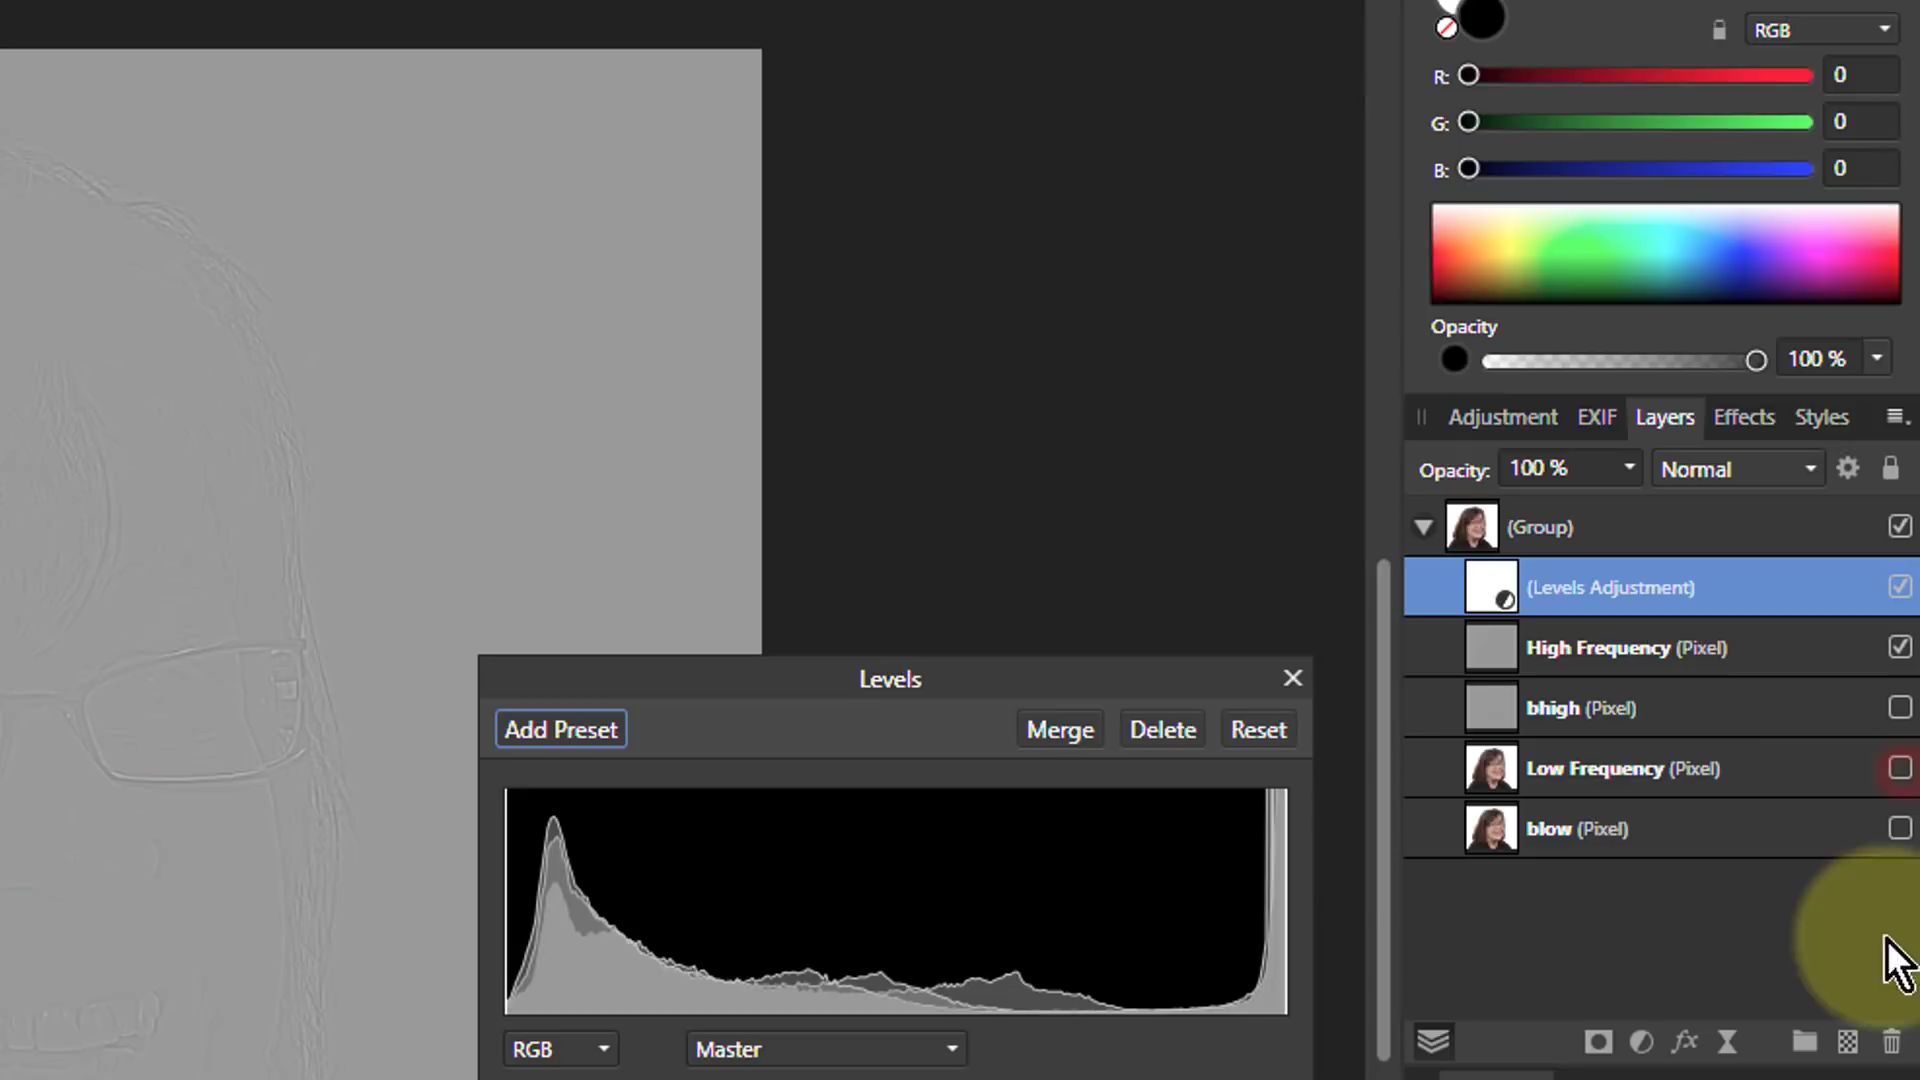 RGB
R: 0
G: 0
B: 0
Opacity
100 %
Adjustment EXIF Layers Effects Styles
Opacity: 100 % Normal
(Group)
(Levels Adjustment)
High Frequency (Pixel)
bhigh (Pixel)
Low Frequency (Pixel)
blow (Pixel)
fx
Levels
Add Preset Merge Delete Reset
RGB Master